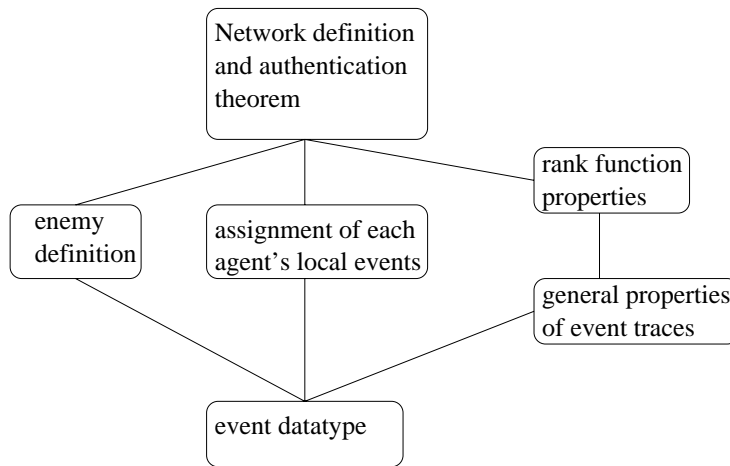 Network definition
and authentication
theorem
rank function
properties
enemy
definition
assignment of each
agent's local events
general properties
of event traces
event datatype